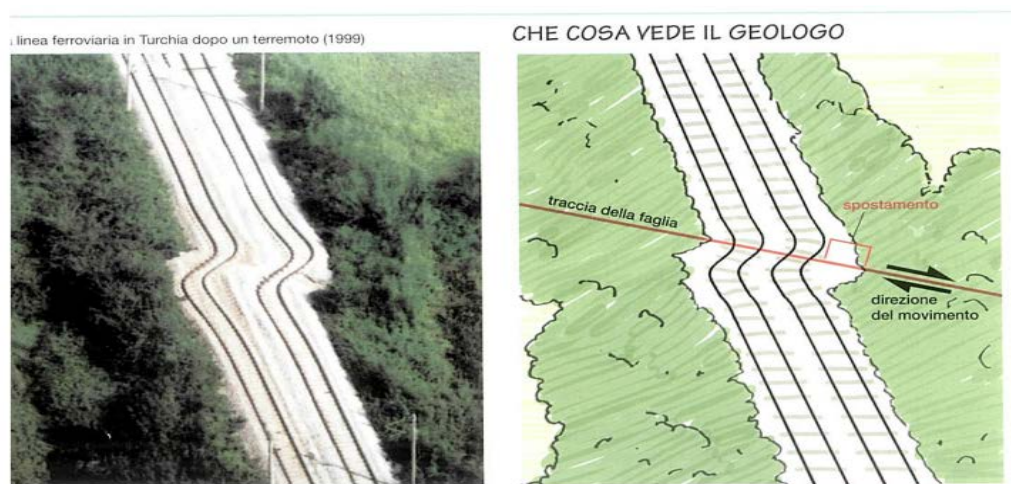 linea ferroviaria in Turchia dopo un terremoto (1999)
CHE COSA VEDE IL GEOLOGO
traccia della faglia
spostamento
direzione
del movimento